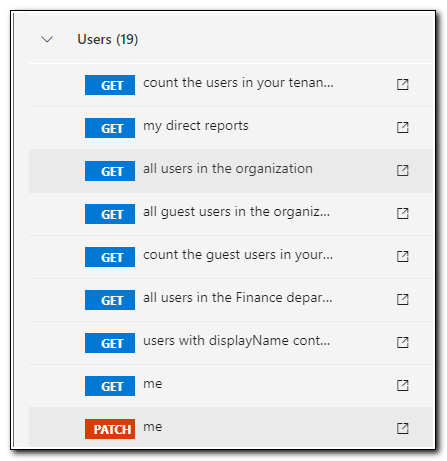 Users (19)
GET count the users in your tenan...
GET my direct reports
GET all users in the organization
GET all guest users in the organiz...
GET count the guest users in your...
GET all users in the Finance depar...
GET users with displayName cont...
GET me
PATCH me